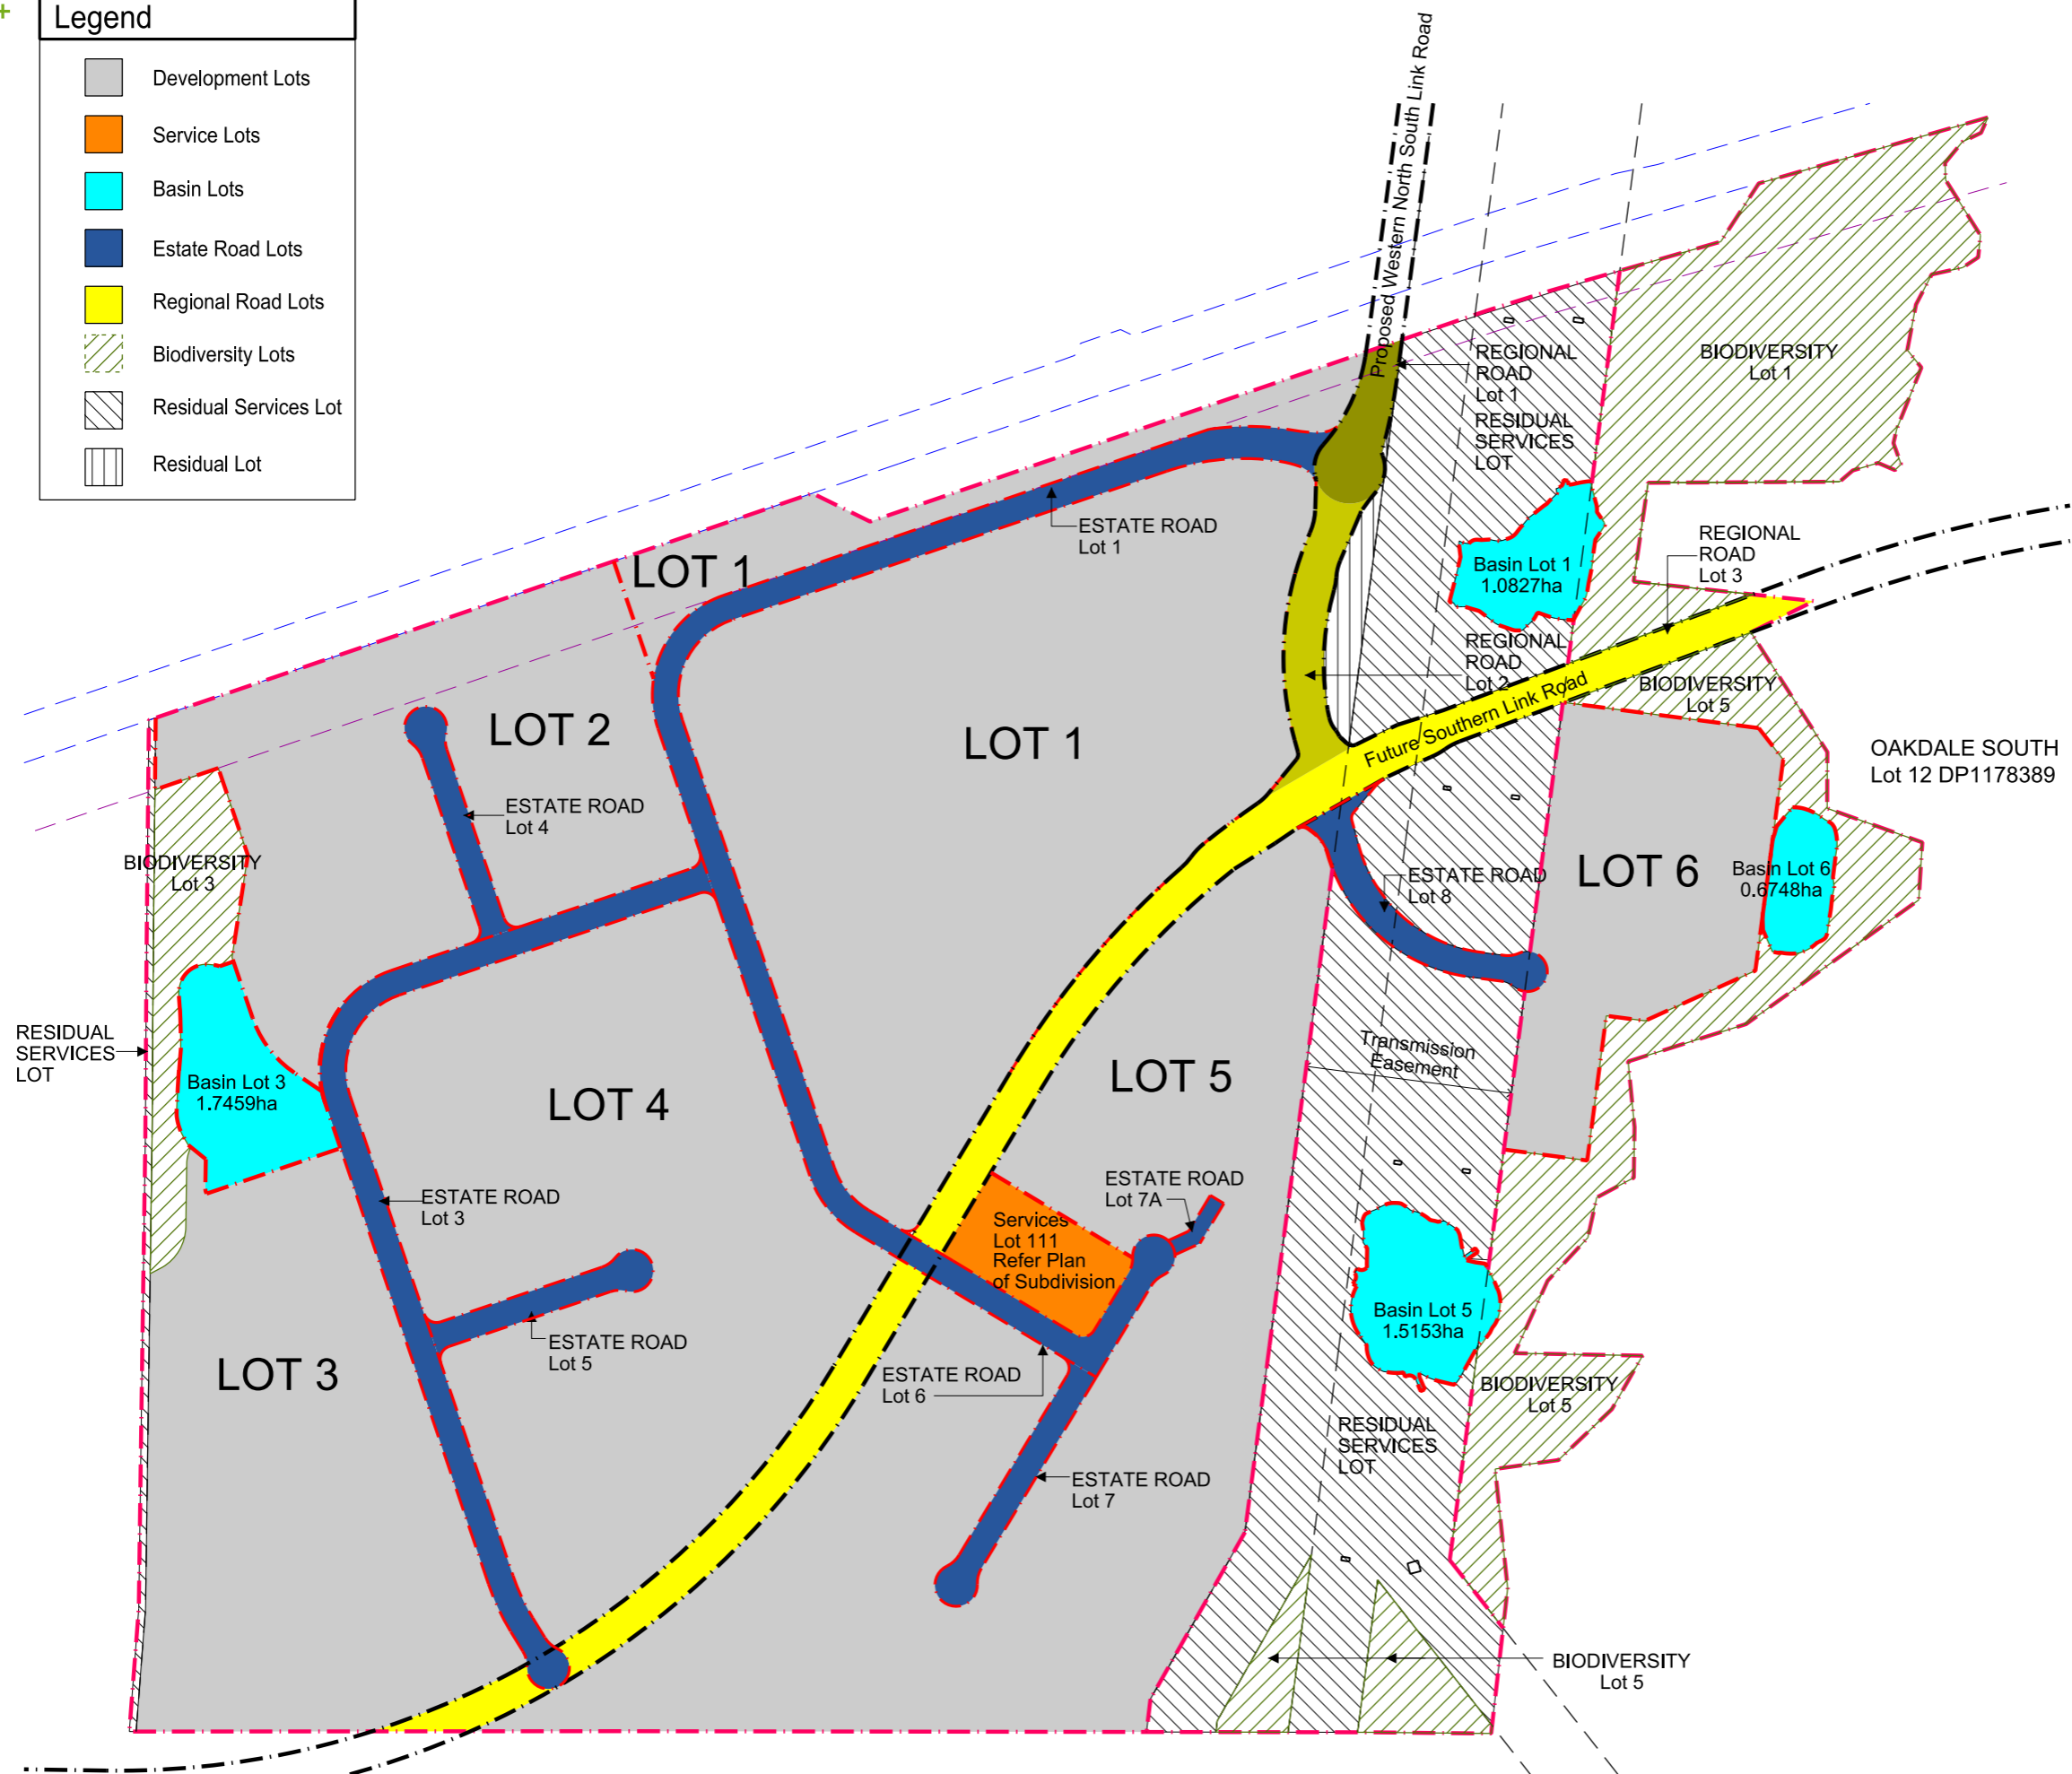 +
Legend
Development Lots
Service Lots
Basin Lots
Estate Road Lots
Regional Road Lots
Biodiversity Lots
Residual Services Lot
Residual Lot
Proposed Western North South Link Road
REGIONAL
ROAD
Lot 1
RESIDUAL
SERVICES
LOT
BIODIVERSITY
Lot 1
ESTATE ROAD
Lot 1
LOT 1
Basin Lot 1
1.0827ha
REGIONAL
ROAD
Lot 3
REGIONAL
ROAD
Lot 2
BIODIVERSITY
Lot 5
Future Southern Link Road
LOT 2
LOT 1
OAKDALE SOUTH
Lot 12 DP1178389
ESTATE ROAD
Lot 4
BIODIVERSITY
Lot 3
ESTATE ROAD
Lot 8
LOT 6
Basin Lot 6
0.6748ha
RESIDUAL
SERVICES
LOT
Basin Lot 3
1.7459ha
LOT 4
LOT 5
Transmission
Easement
ESTATE ROAD
Lot 3
ESTATE ROAD
Lot 7A
Services
Lot 111
Refer Plan
of Subdivision
Basin Lot 5
1.5153ha
LOT 3
ESTATE ROAD
Lot 5
ESTATE ROAD
Lot 6
BIODIVERSITY
Lot 5
RESIDUAL
SERVICES
LOT
ESTATE ROAD
Lot 7
BIODIVERSITY
Lot 5